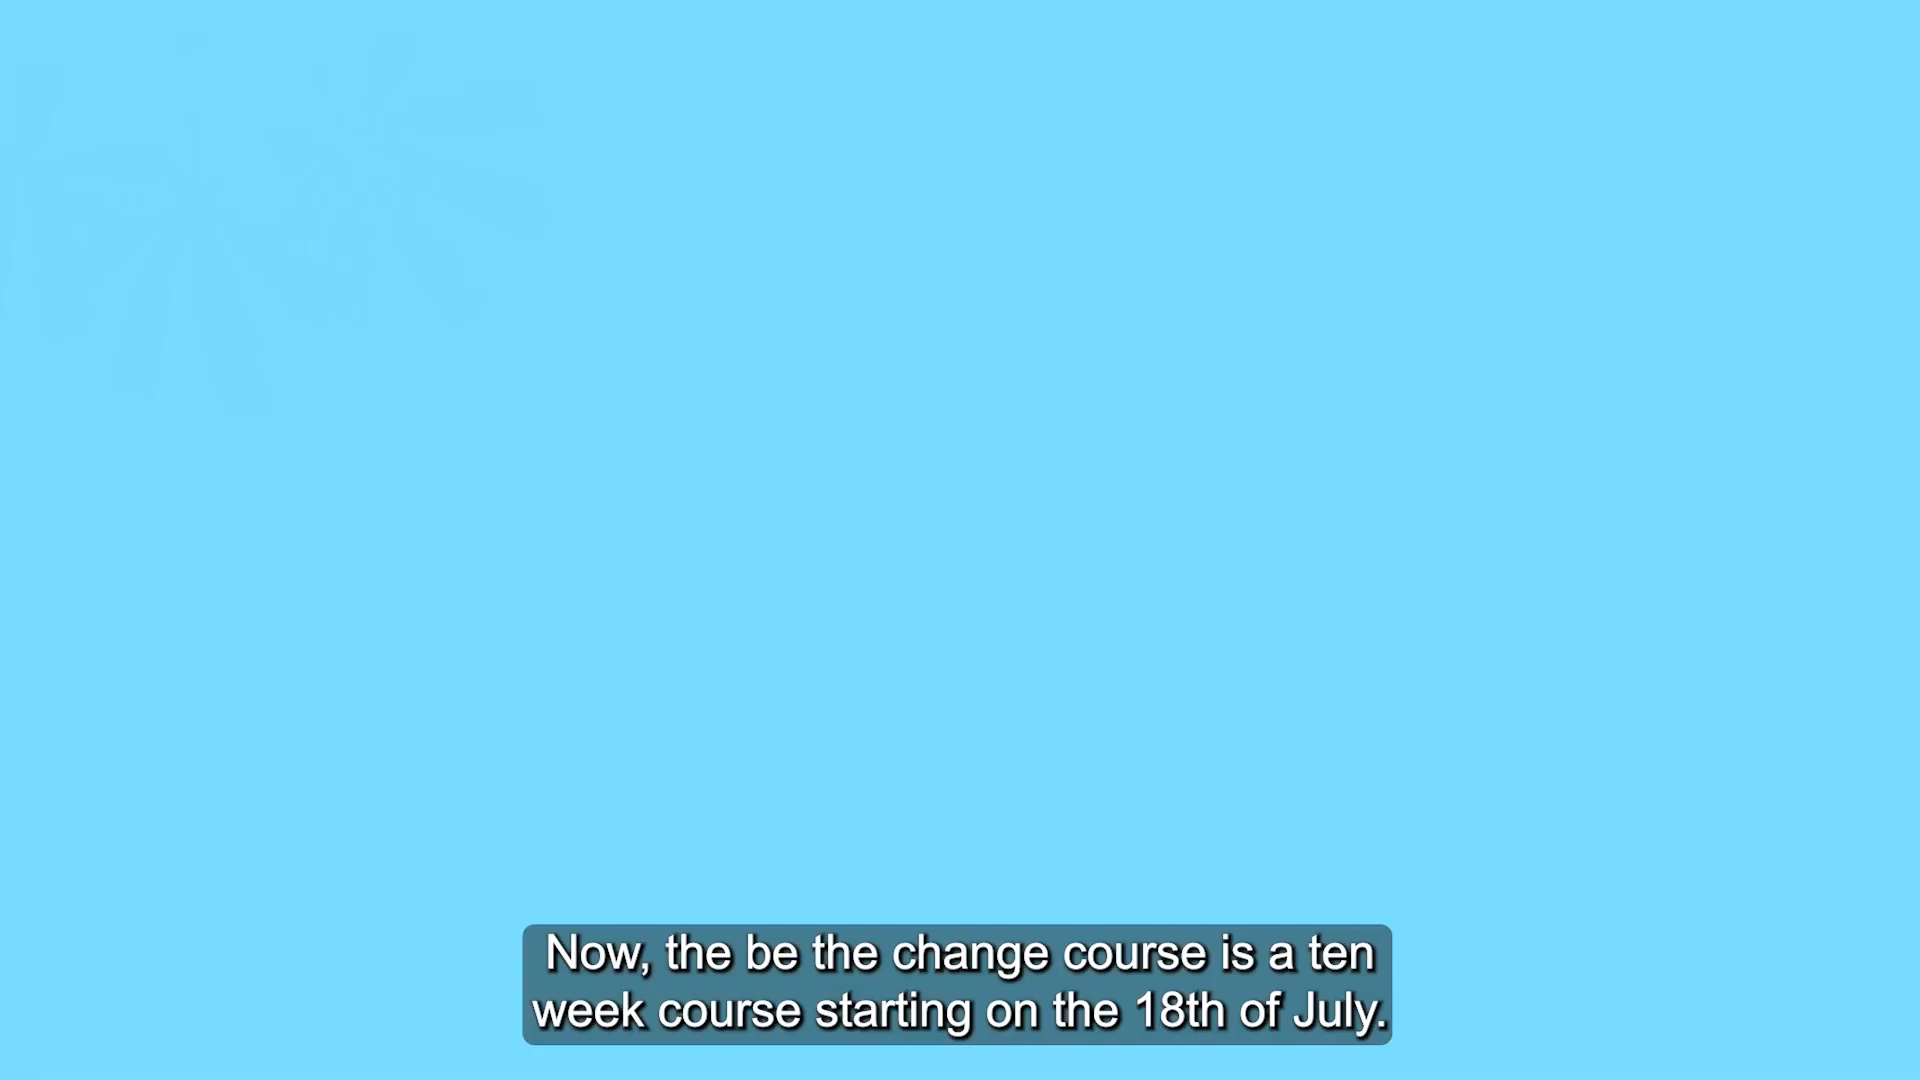 Now, the be the change course is a ten
week course starting on the 18th of July.